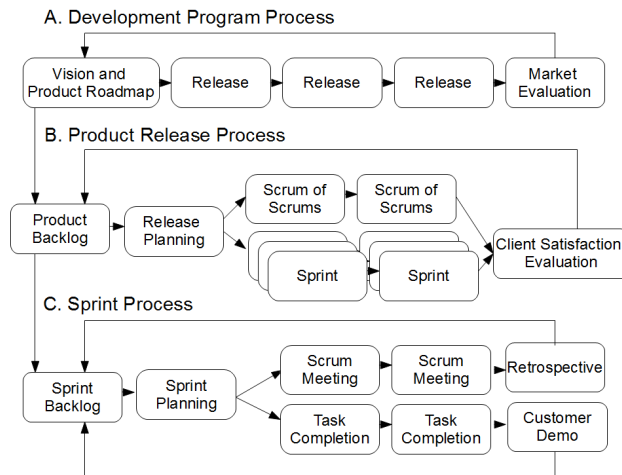 A. Development Program Process
Vision and
Product Roadmap
Release
Release
Release
Market
Evaluation
B. Product Release Process
Product
Backlog
Release
Planning
Scrum of
Scrums
Scrum of
Scrums
Sprint
Sprint
Client Satisfaction
Evaluation
C. Sprint Process
Sprint
Backlog
Sprint
Planning
Scrum
Meeting
Scrum
Meeting
Retrospective
Task
Completion
Task
Completion
Customer
Demo